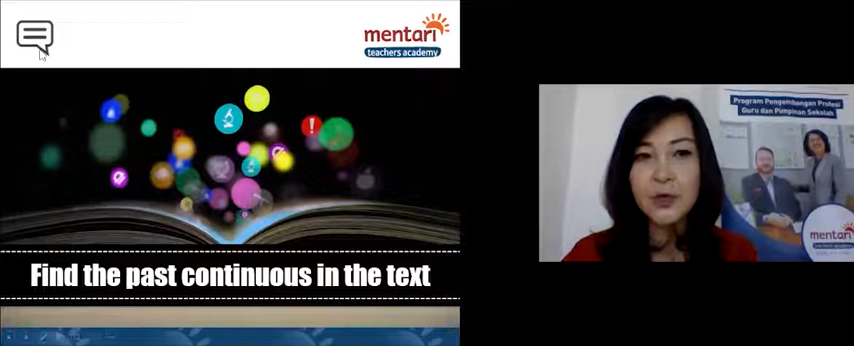 mentari
teachers academy
Find the past continuous in the text
Program Pengembangan Profesi
Guru dan Pimpinan Sekolah
mentari
teachers academy